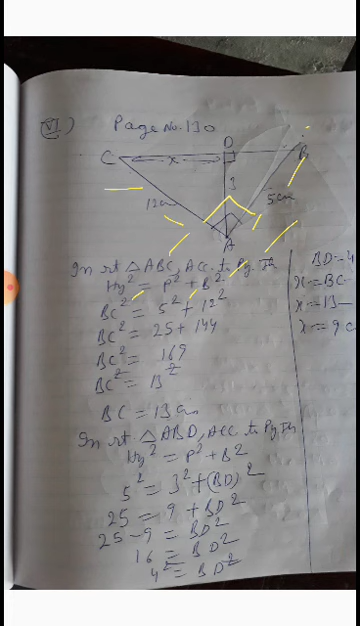 VI) Page No. 130
D
C x B
3
12cm 5cm
A
In rt △ABC, Acc. to Py. Th
Hy² = P² + B²
BC² = 5² + 12²
BC² = 25 + 144
BC² = 169
BC² = 13²
BC = 13 cm
In rt △ABD, Acc to Py Th
Hy² = P² + B²
5² = 3² + (BD)²
25 = 9 + BD²
25 - 9 = BD²
16 = BD²
4² = BD²
BD = 4
x = BC -
x = 13 -
x = 9 c